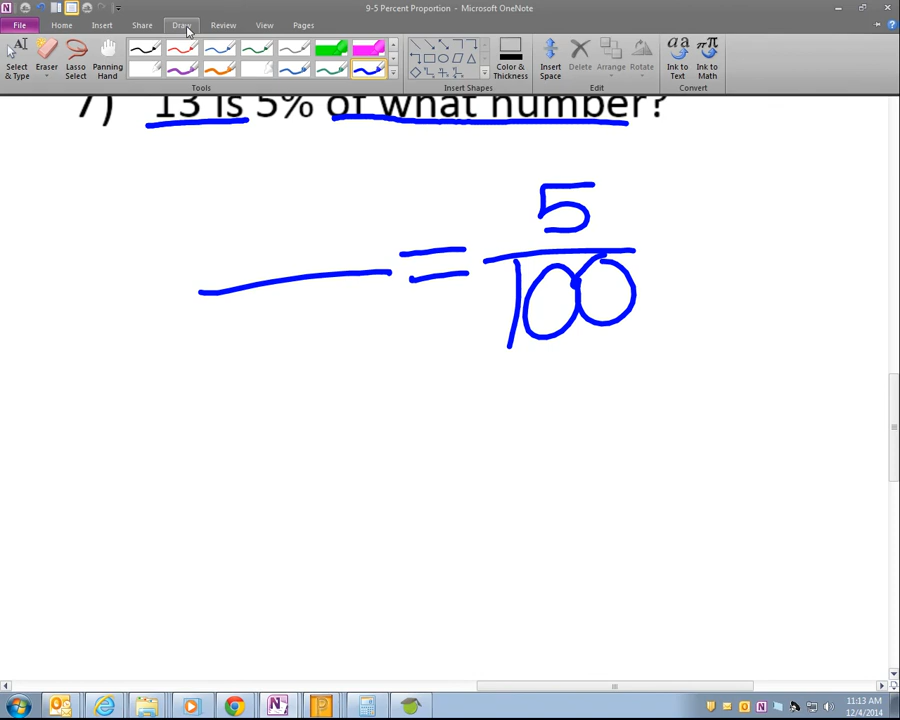 9-5 Percent Proportion - Microsoft OneNote
File Home Insert Share Draw Review View Pages
Select & Type
Eraser
Lasso Select
Panning Hand
Color & Thickness
Insert Space
Delete
Arrange
Rotate
Ink to Text
Ink to Math
Tools Insert Shapes Edit Convert
7) 13 is 5% of what number?
= 5
100
11:13 AM
12/4/2014